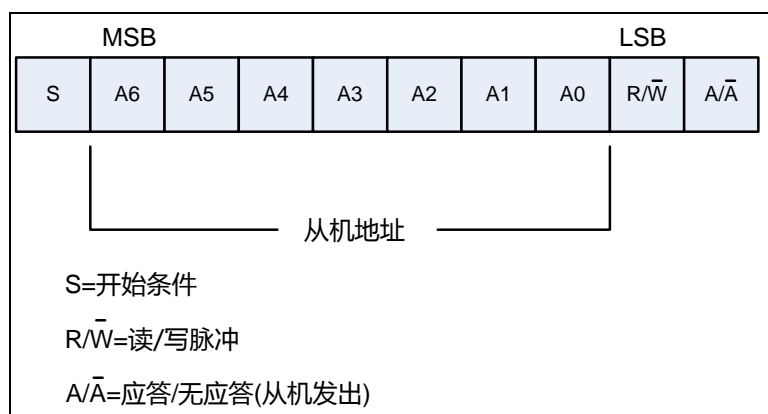 MSB LSB
S A6 A5 A4 A3 A2 A1 A0 R/W̅ A/A̅
从机地址
S=开始条件
R/W̅=读/写脉冲
A/A̅=应答/无应答(从机发出)